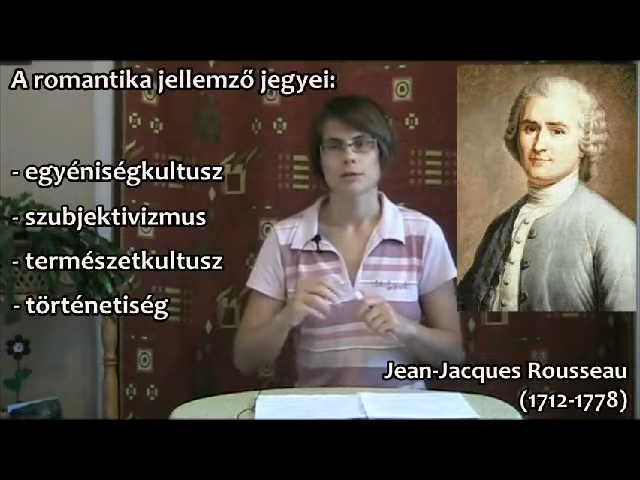 A romantika jellemző jegyei:
- egyéniségkultusz
- szubjektivizmus
- természetkultusz
- történetiség
Jean-Jacques Rousseau
(1712-1778)